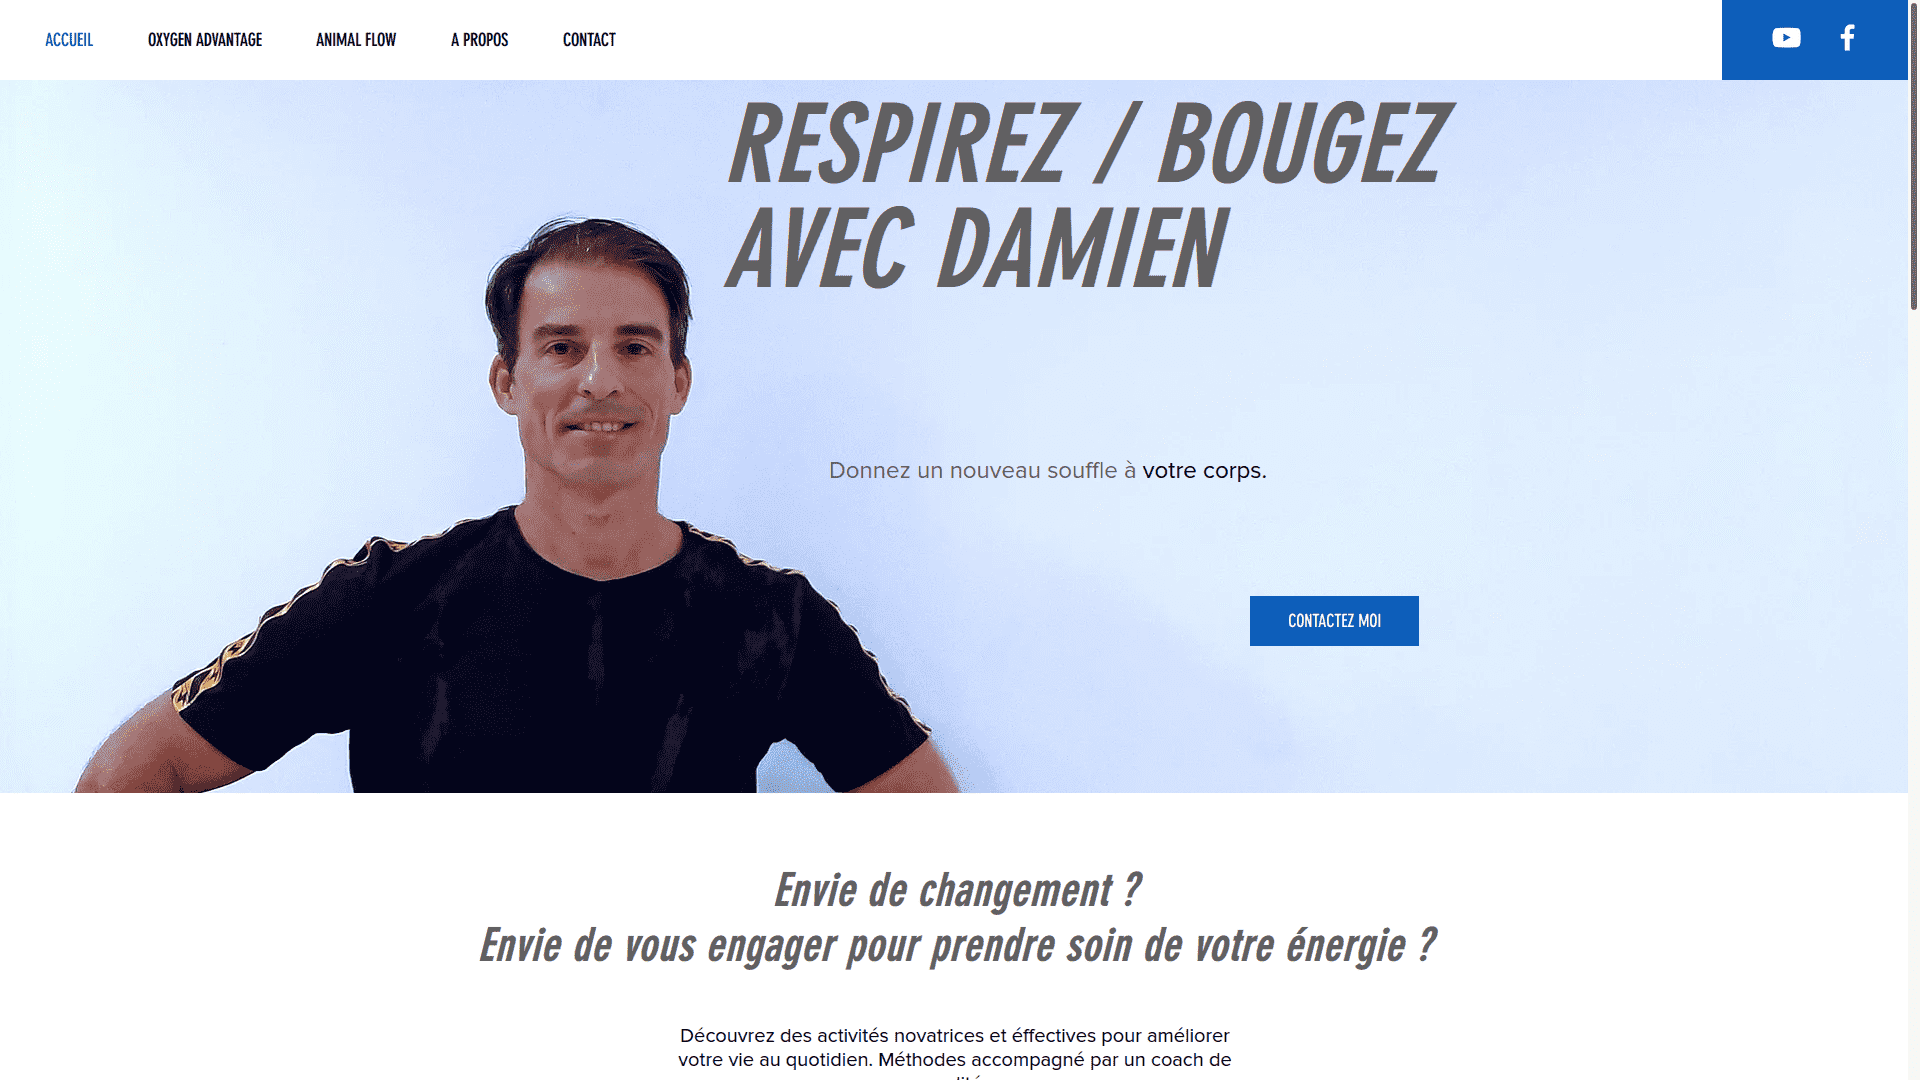 ACCUEIL
OXYGEN ADVANTAGE
ANIMAL FLOW
A PROPOS
CONTACT
RESPIREZ / BOUGEZ
AVEC DAMIEN
Donnez un nouveau souffle à votre corps.
CONTACTEZ MOI
Envie de changement ?
Envie de vous engager pour prendre soin de votre énergie ?
Découvrez des activités novatrices et éffectives pour améliorer
votre vie au quotidien. Méthodes accompagné par un coach de